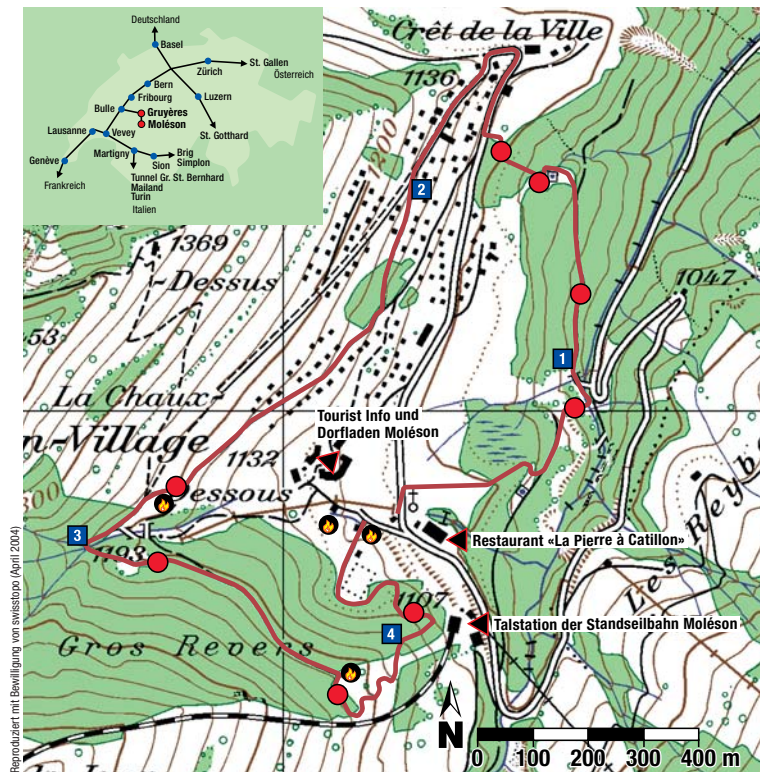 Deutschland
Basel
St. Gallen
Zürich
Österreich
Bern
Fribourg
Luzern
Bulle
Gruyères
Moléson
Lausanne
Vevey
St. Gotthard
Martigny
Brig
Simplon
Genève
Sion
Frankreich
Tunnel Gr. St. Bernhard
Mailand
Turin
Italien
Crêt de la Ville
1136
1200
2
1369
Dessus
1047
53
1
La Chaux
Tourist Info und
Dorfladen Moléson
n-Village
1132
Dessous
300
3
Restaurant «La Pierre à Catillon»
1193
Les Reybe
1107
Talstation der Standseilbahn Moléson
4
Gros Revers
N
0 100 200 300 400 m
Reproduziert mit Bewilligung von swisstopo (April 2004)